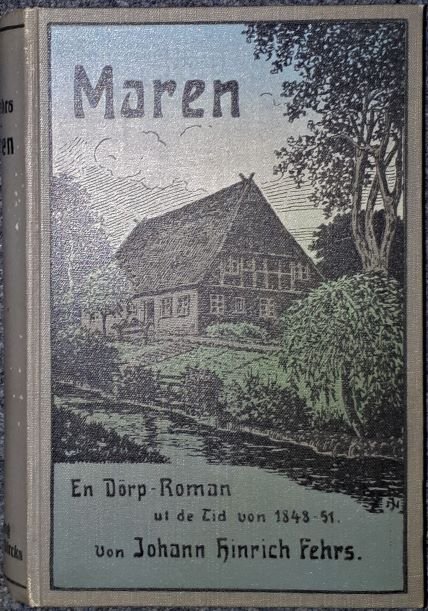 Maren
En Dörp-Roman
ut de Tid von 1848-51.
von Johann Hinrich Fehrs.